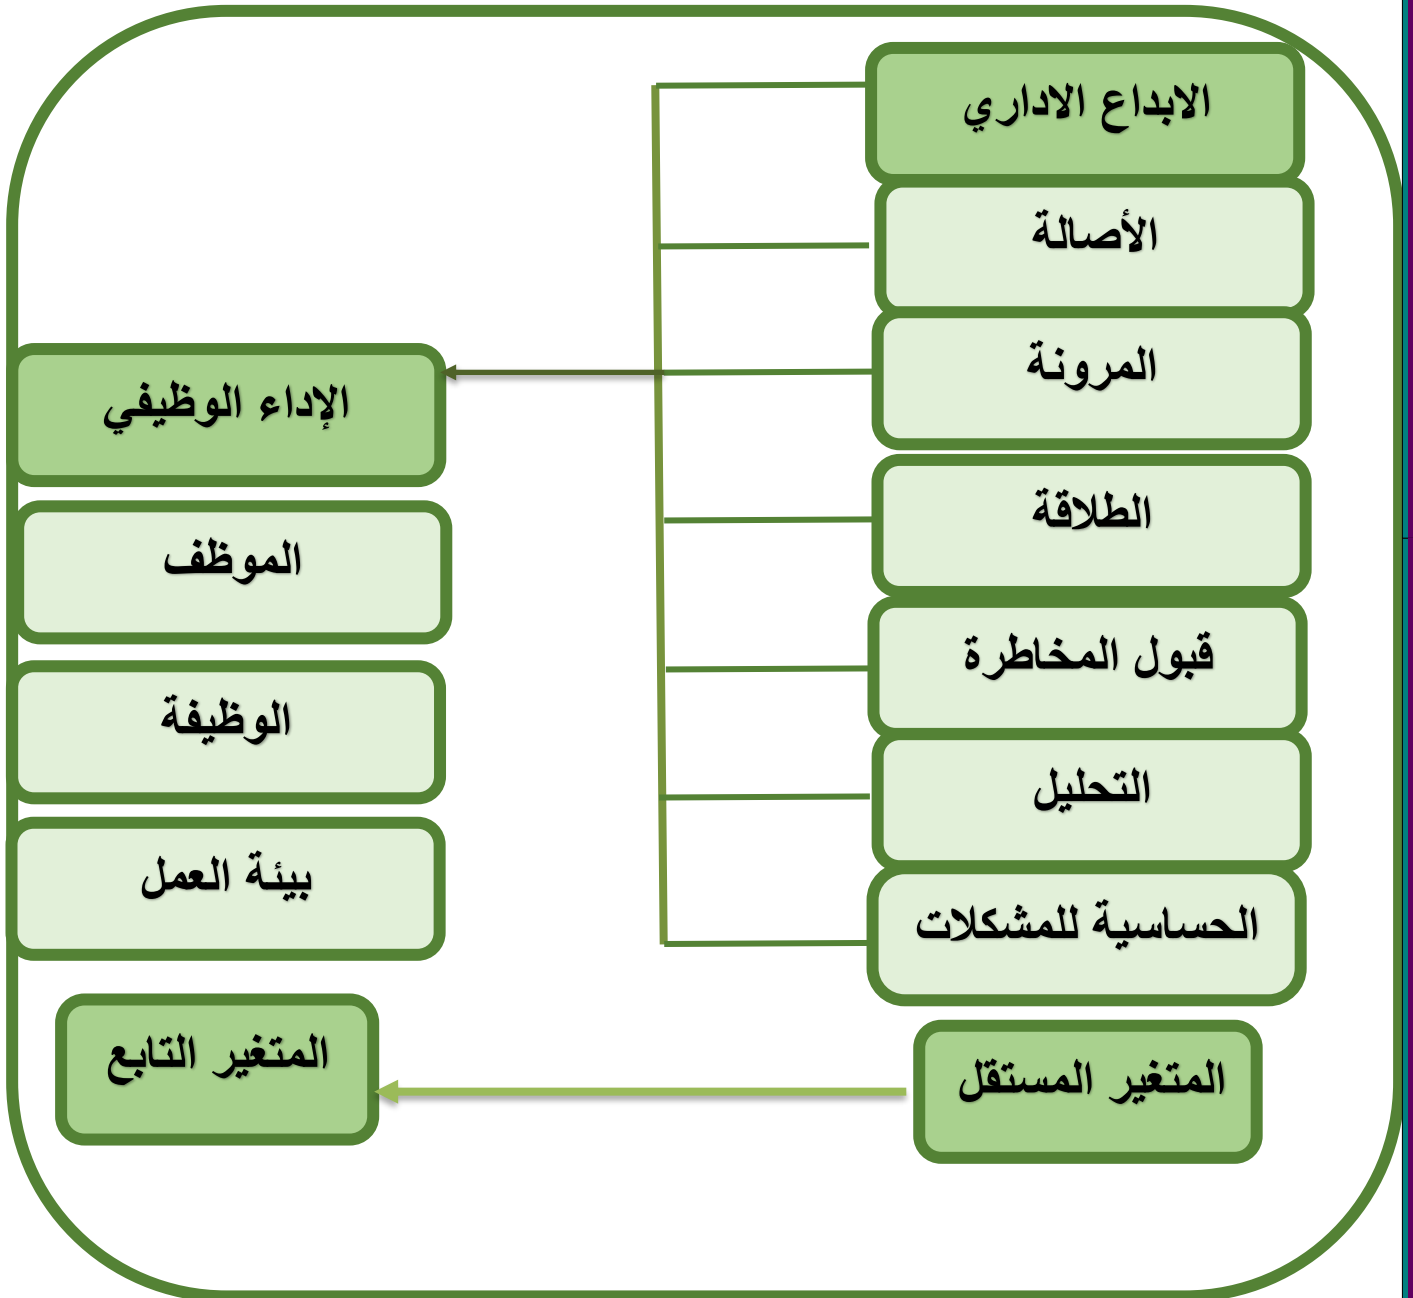 الابداع الاداري
الأصالة
المرونة
الطلاقة
قبول المخاطرة
التحليل
الحساسية للمشكلات
المتغير المستقل
الإداء الوظيفي
الموظف
الوظيفة
بيئة العمل
المتغير التابع